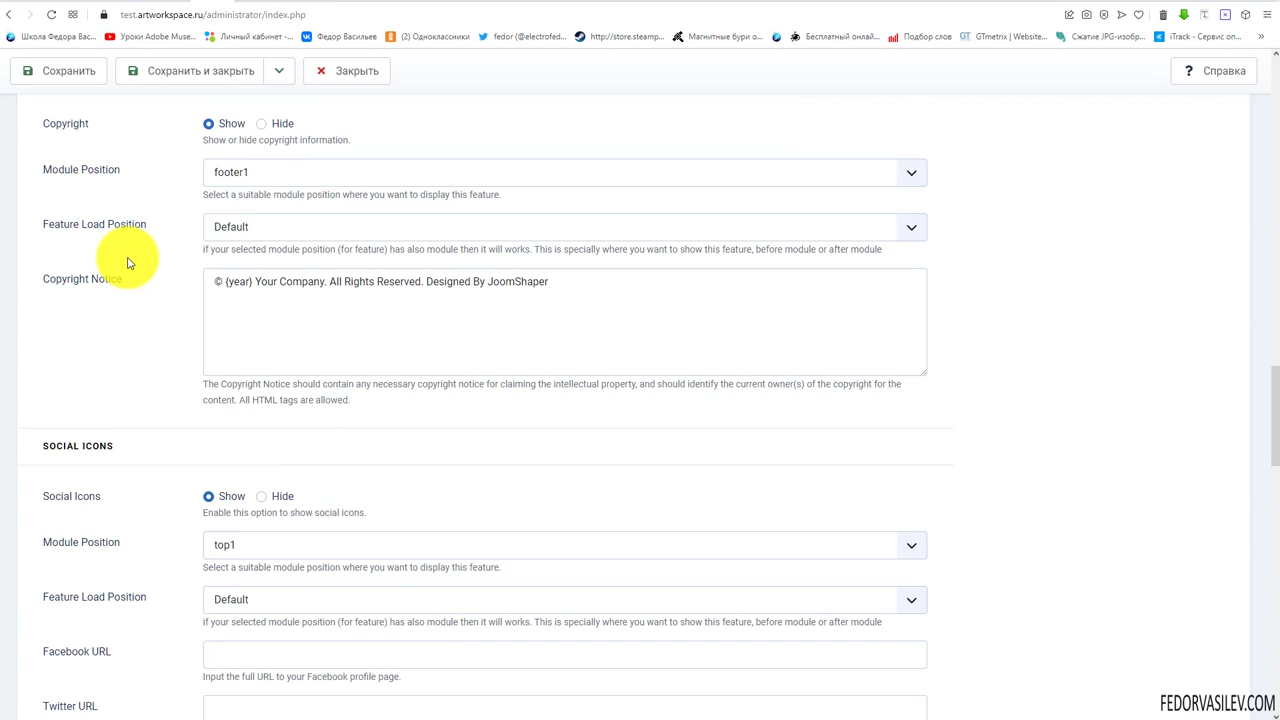 test.artworkspace.ru/administrator/index.php
Школа Федора Вас... Уроки Adobe Muse... Личный кабинет -... Федор Васильев (2) Одноклассники fedor (@electrofed... http://store.steamp... Магнитные бури о... Бесплатный онлай... Подбор слов GT GTmetrix | Website... Сжатие JPG-изобр... iTrack - Сервис оп... »
Сохранить Сохранить и закрыть Закрыть ? Справка
Copyright Show Hide
Show or hide copyright information.
Module Position footer1
Select a suitable module position where you want to display this feature.
Feature Load Position Default
if your selected module position (for feature) has also module then it will works. This is specially where you want to show this feature, before module or after module
Copyright Notice © {year} Your Company. All Rights Reserved. Designed By JoomShaper
The Copyright Notice should contain any necessary copyright notice for claiming the intellectual property, and should identify the current owner(s) of the copyright for the
content. All HTML tags are allowed.
SOCIAL ICONS
Social Icons Show Hide
Enable this option to show social icons.
Module Position top1
Select a suitable module position where you want to display this feature.
Feature Load Position Default
if your selected module position (for feature) has also module then it will works. This is specially where you want to show this feature, before module or after module
Facebook URL
Input the full URL to your Facebook profile page.
Twitter URL
FEDORVASILEV.COM